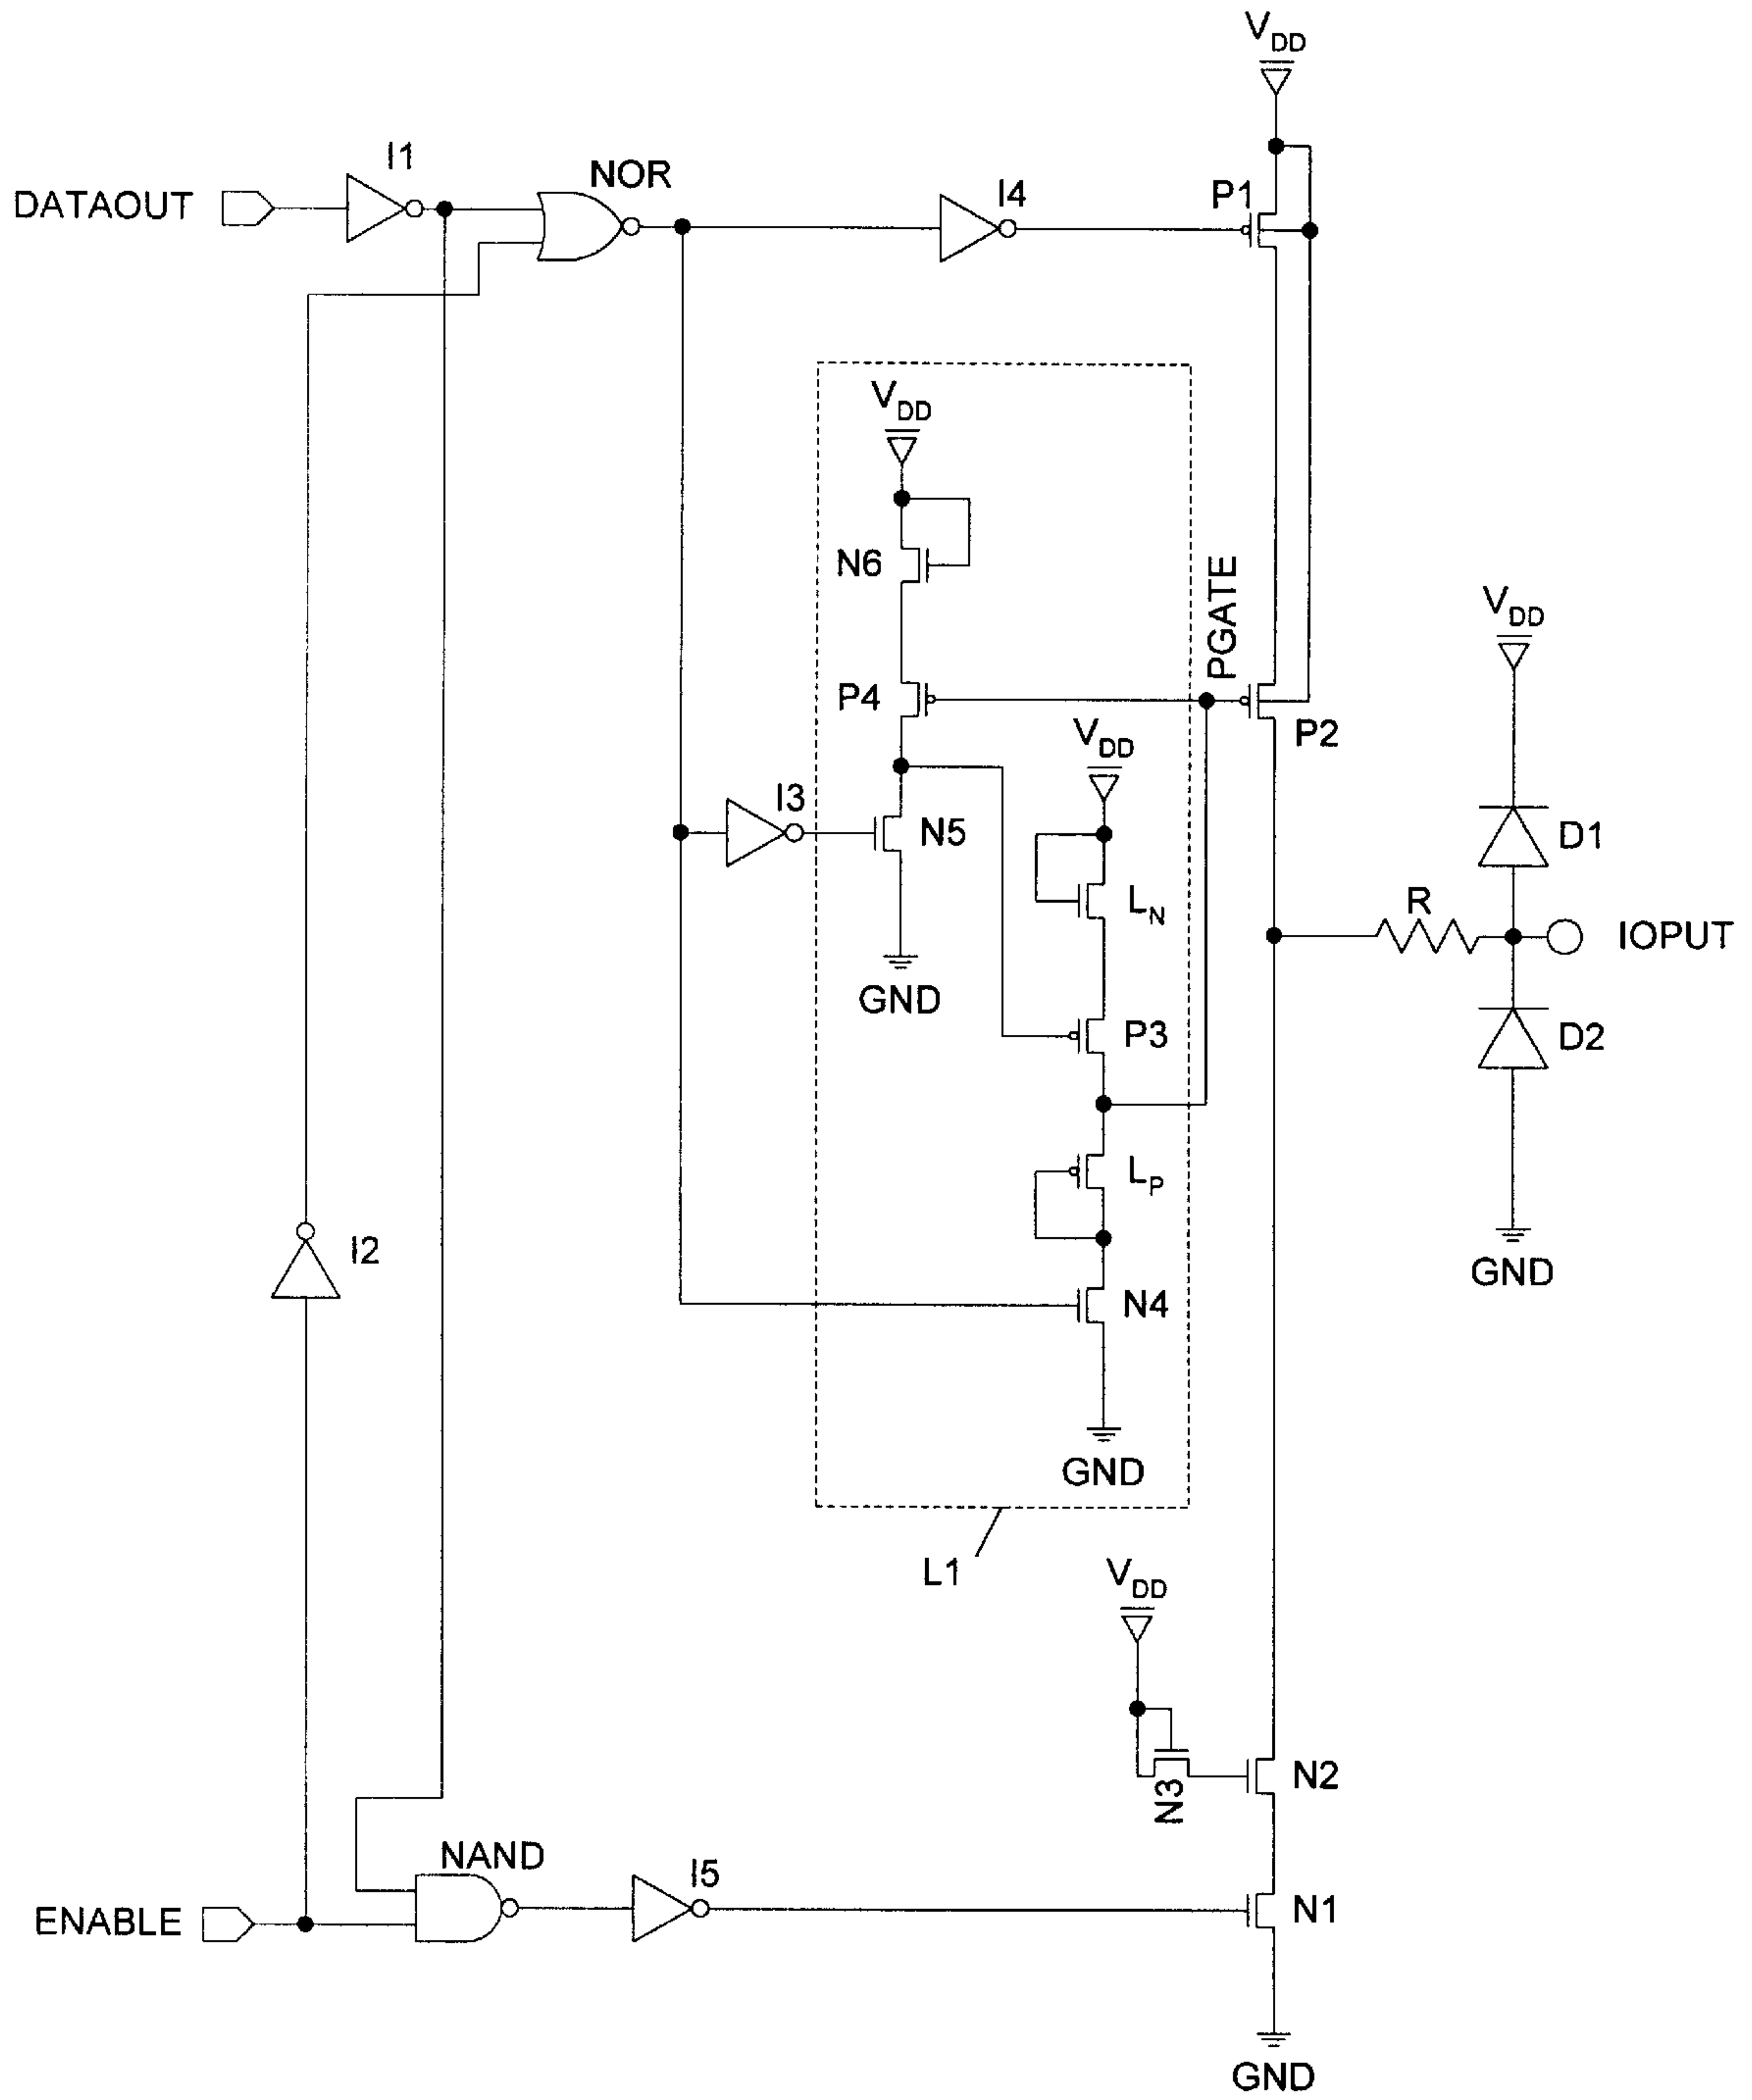 VDD
I1
NOR
I4
P1
DATAOUT
VDD
N6
PGATE
VDD
P4
VDD
P2
I3
N5
D1
LN
R
IOPUT
GND
P3
D2
LP
I2
GND
N4
GND
L1
VDD
N2
N3
NAND
I5
N1
ENABLE
GND